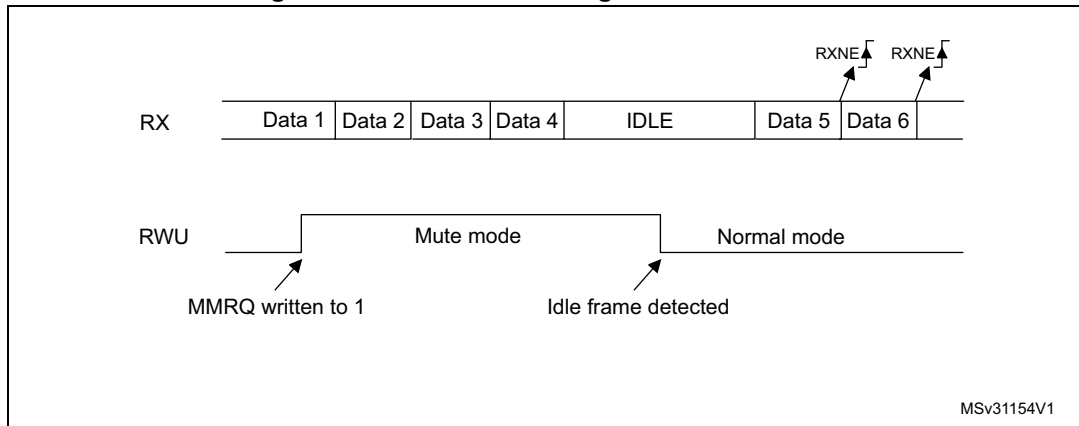 RXNE RXNE
RX Data 1 Data 2 Data 3 Data 4 IDLE Data 5 Data 6
RWU Mute mode Normal mode
MMRQ written to 1 Idle frame detected
MSv31154V1